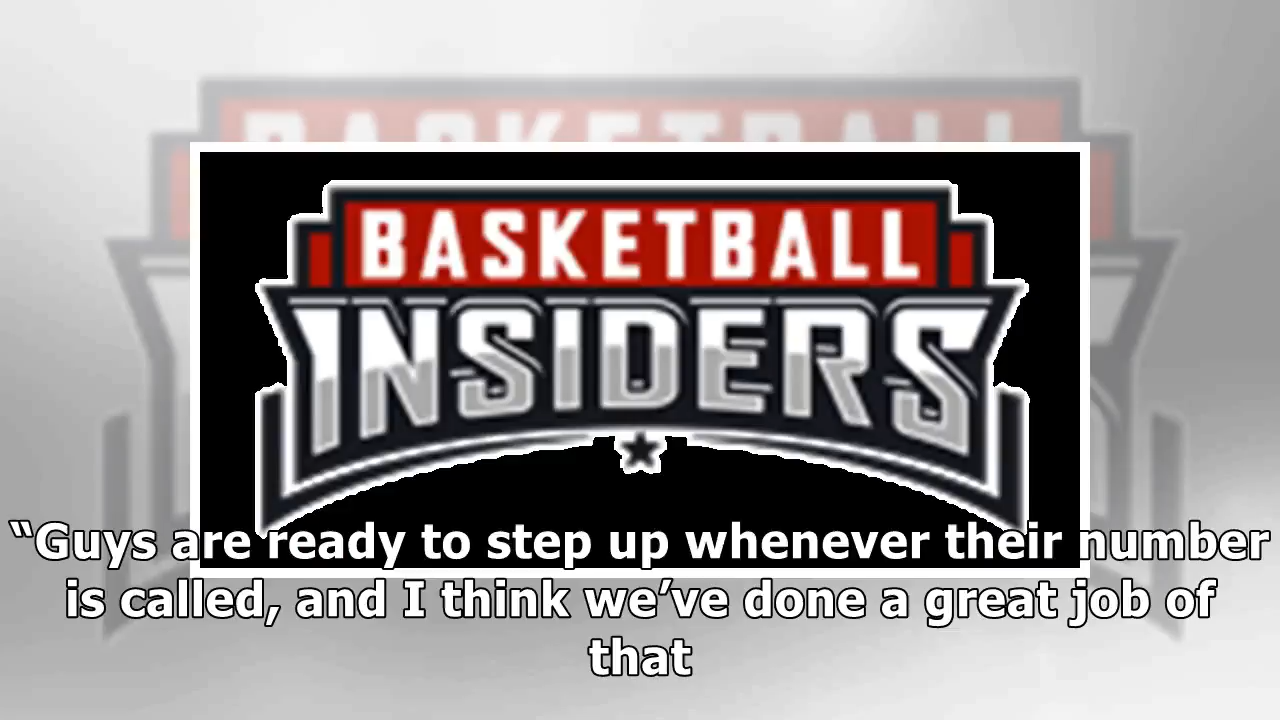 BASKETBALL
INSIDERS
“Guys are ready to step up whenever their number
is called, and I think we’ve done a great job of
that